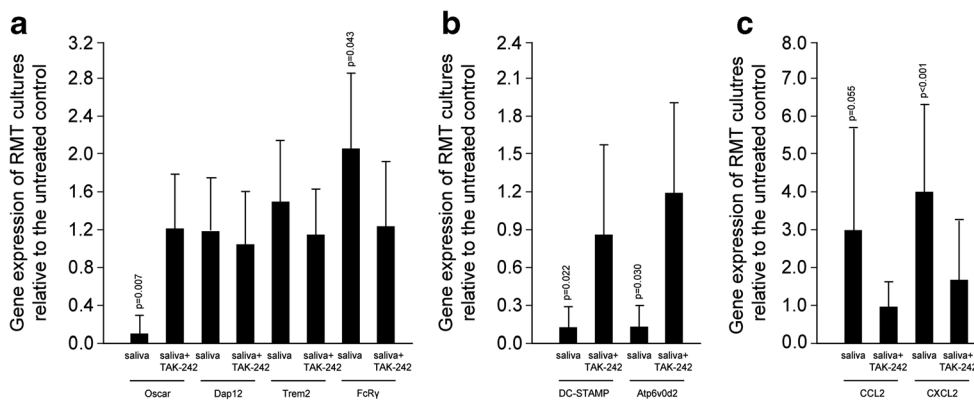 a
Gene expression of RMT cultures
relative to the untreated control
3.2
2.8
2.4
2.0
1.6
1.2
0.8
0.4
0.0
p=0.007
p=0.043
saliva saliva+ saliva saliva+ saliva saliva+ saliva saliva+
TAK-242 TAK-242 TAK-242 TAK-242
Oscar Dap12 Trem2 FcRγ
b
Gene expression of RMT cultures
relative to the untreated control
2.4
2.1
1.8
1.5
1.2
0.9
0.6
0.3
0.0
p=0.022
p=0.030
saliva saliva+ saliva saliva+
TAK-242 TAK-242
DC-STAMP Atp6v0d2
c
Gene expression of RMT culutres
relative to the untreated control
8.0
7.0
6.0
5.0
4.0
3.0
2.0
1.0
0.0
p=0.055
p<0.001
saliva saliva+ saliva saliva+
TAK-242 TAK-242
CCL2 CXCL2